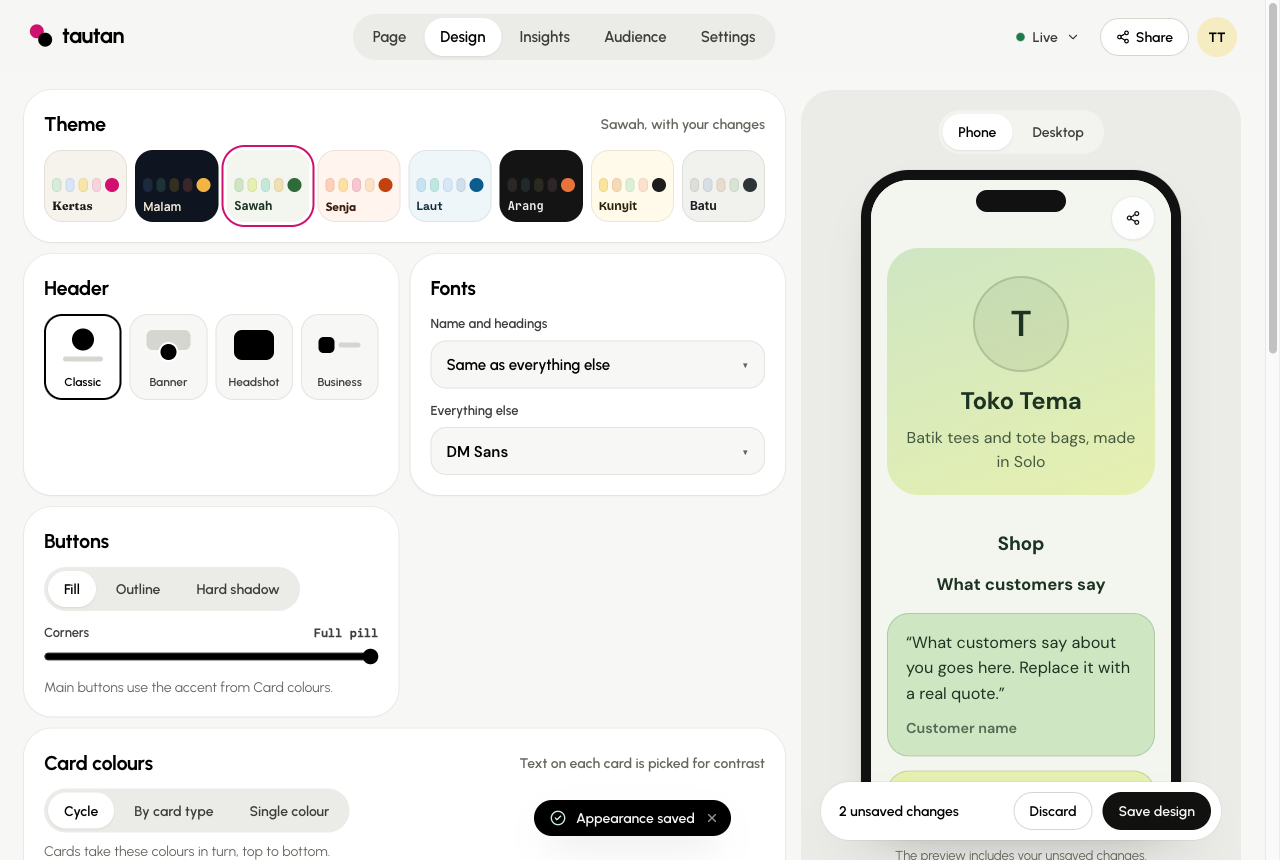 tautan
Page
Design
Insights
Audience
Settings
Live
Share
TT
Theme
Sawah, with your changes
Kertas
Malam
Sawah
Senja
Laut
Arang
Kunyit
Batu
Header
Classic
Banner
Headshot
Business
Fonts
Name and headings
Same as everything else
Everything else
DM Sans
Buttons
Fill
Outline
Hard shadow
Corners
Full pill
Main buttons use the accent from Card colours.
Card colours
Text on each card is picked for contrast
Cycle
By card type
Single colour
Cards take these colours in turn, top to bottom.
Appearance saved
Phone
Desktop
T
Toko Tema
Batik tees and tote bags, made
in Solo
Shop
What customers say
“What customers say about
you goes here. Replace it with
a real quote.”
Customer name
2 unsaved changes
Discard
Save design
The preview includes your unsaved changes.